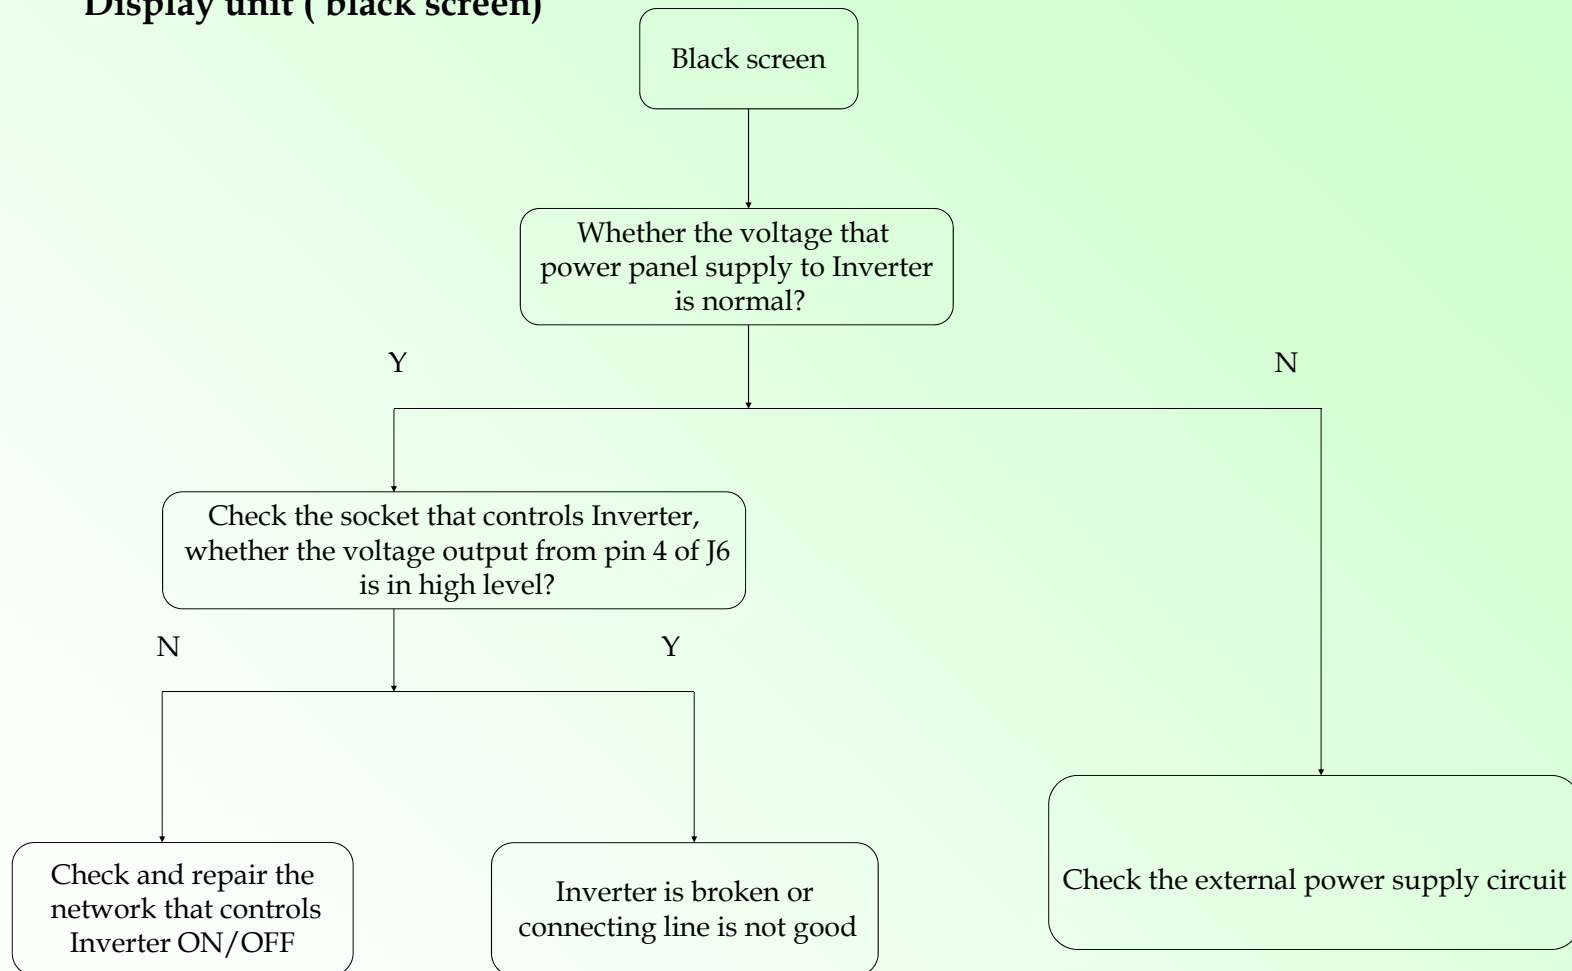 Display unit ( black screen)
Black screen
Whether the voltage that
power panel supply to Inverter
is normal?
Y
N
Check the socket that controls Inverter,
whether the voltage output from pin 4 of J6
is in high level?
N
Y
Check and repair the
network that controls
Inverter ON/OFF
Inverter is broken or
connecting line is not good
Check the external power supply circuit